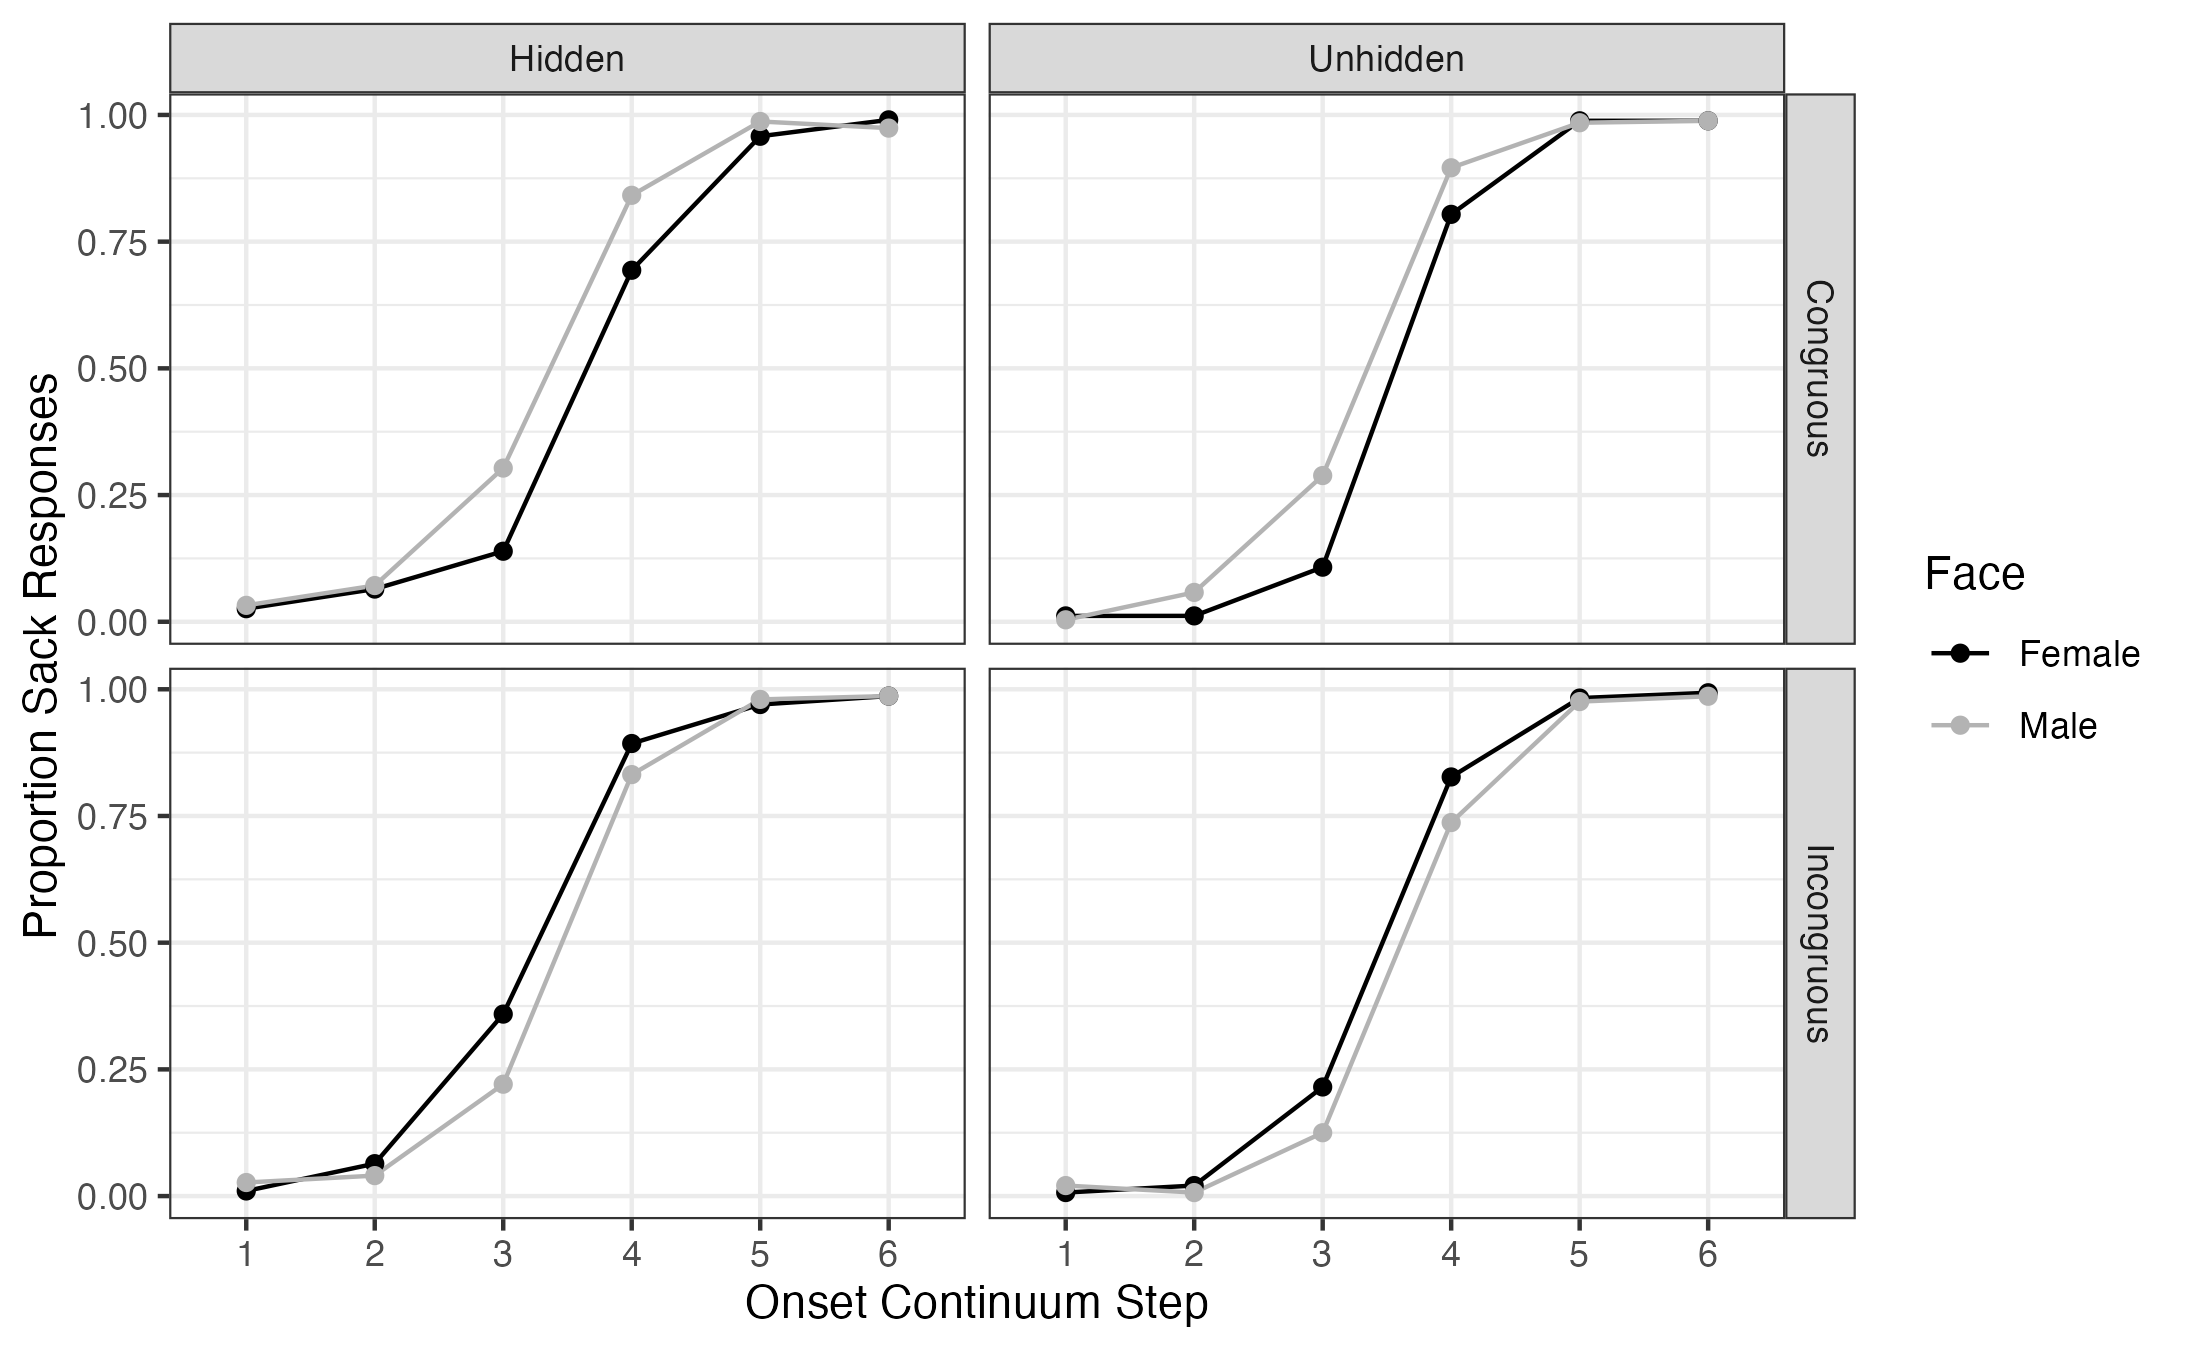 Hidden
Unhidden
Proportion Sack Responses
1.00
0.75
0.50
0.25
0.00
Congruous
1.00
0.75
0.50
0.25
0.00
Incongruous
1 2 3 4 5 6
1 2 3 4 5 6
Onset Continuum Step
Face
Female
Male